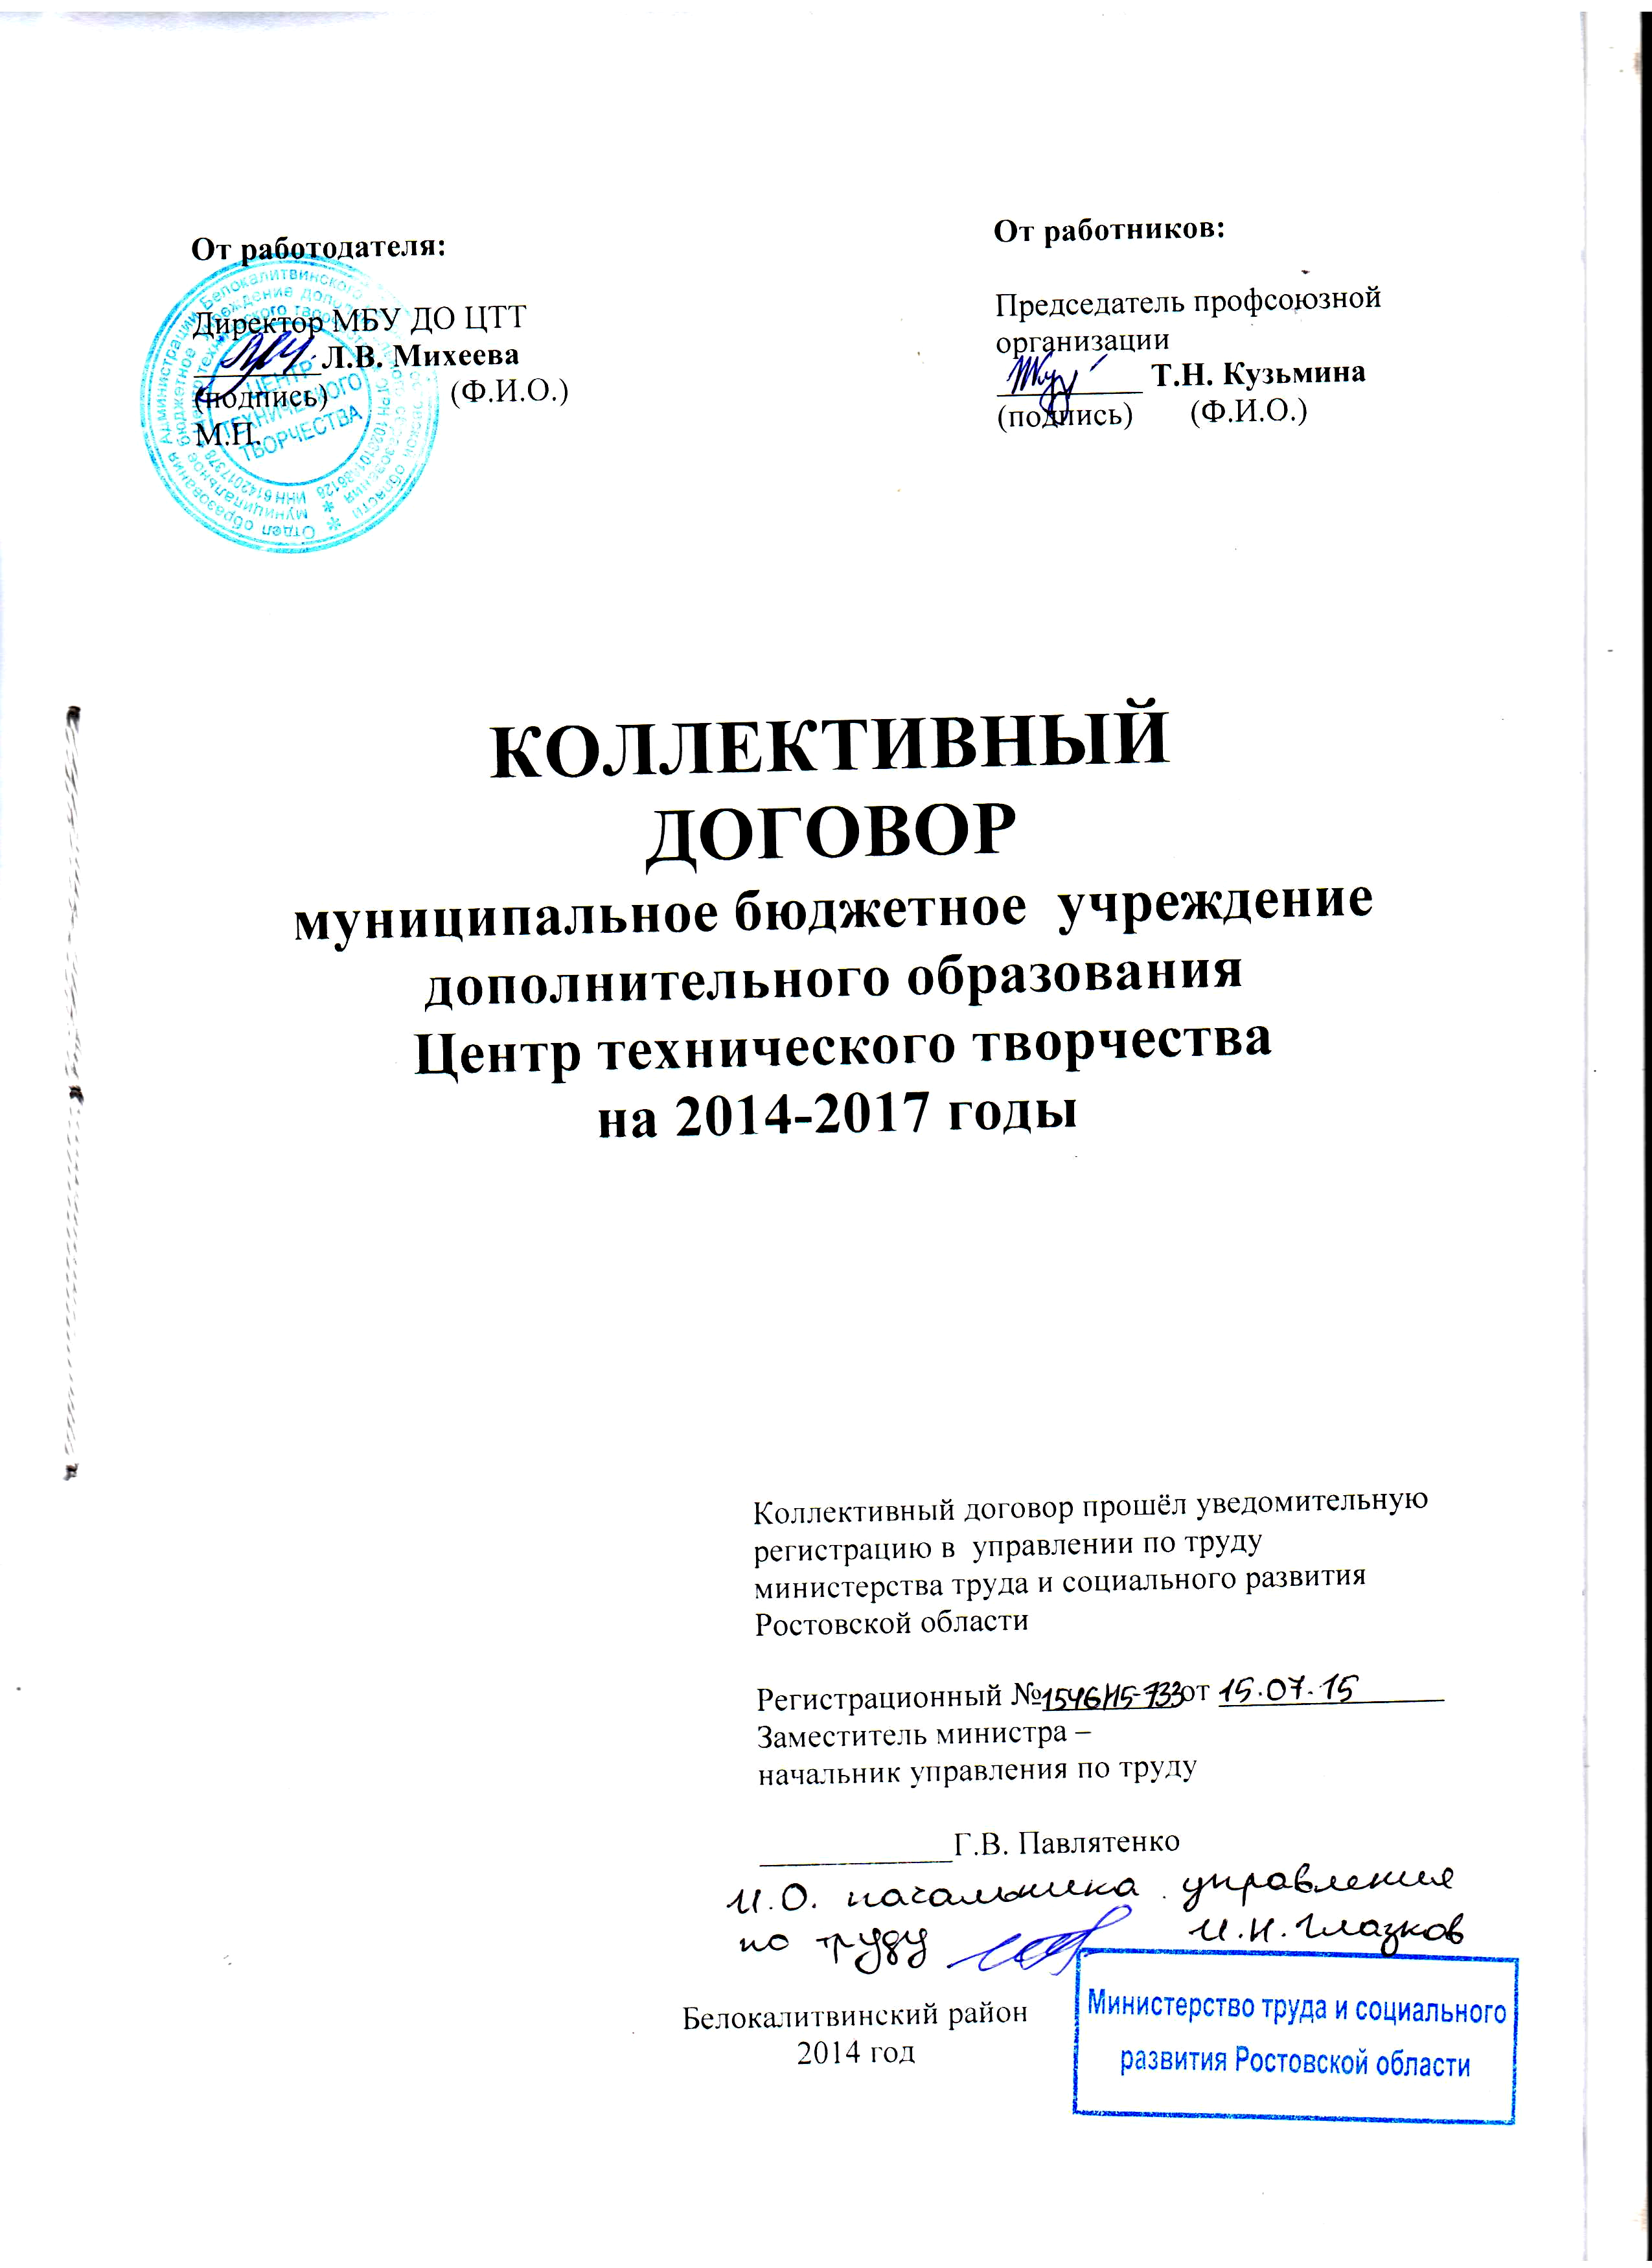 От работодателя:
Директор МБУ ДО ЦТТ
Л.В. Михеева
(подпись) (Ф.И.О.)
М.П.
ЦЕНТР
ТЕХНИЧЕСКОГО
ТВОРЧЕСТВА
От работников:
Председатель профсоюзной
организации
Т.Н. Кузьмина
(подпись) (Ф.И.О.)
КОЛЛЕКТИВНЫЙ
ДОГОВОР
муниципальное бюджетное учреждение
дополнительного образования
Центр технического творчества
на 2014-2017 годы
Коллективный договор прошёл уведомительную
регистрацию в управлении по труду
министерства труда и социального развития
Ростовской области
Регистрационный №1546/15-733 от 15.07.15
Заместитель министра –
начальник управления по труду
Г.В. Павлятенко
И.О. начальника управления
по труду И.Н. Глазков
Белокалитвинский район
2014 год
Министерство труда и социального
развития Ростовской области